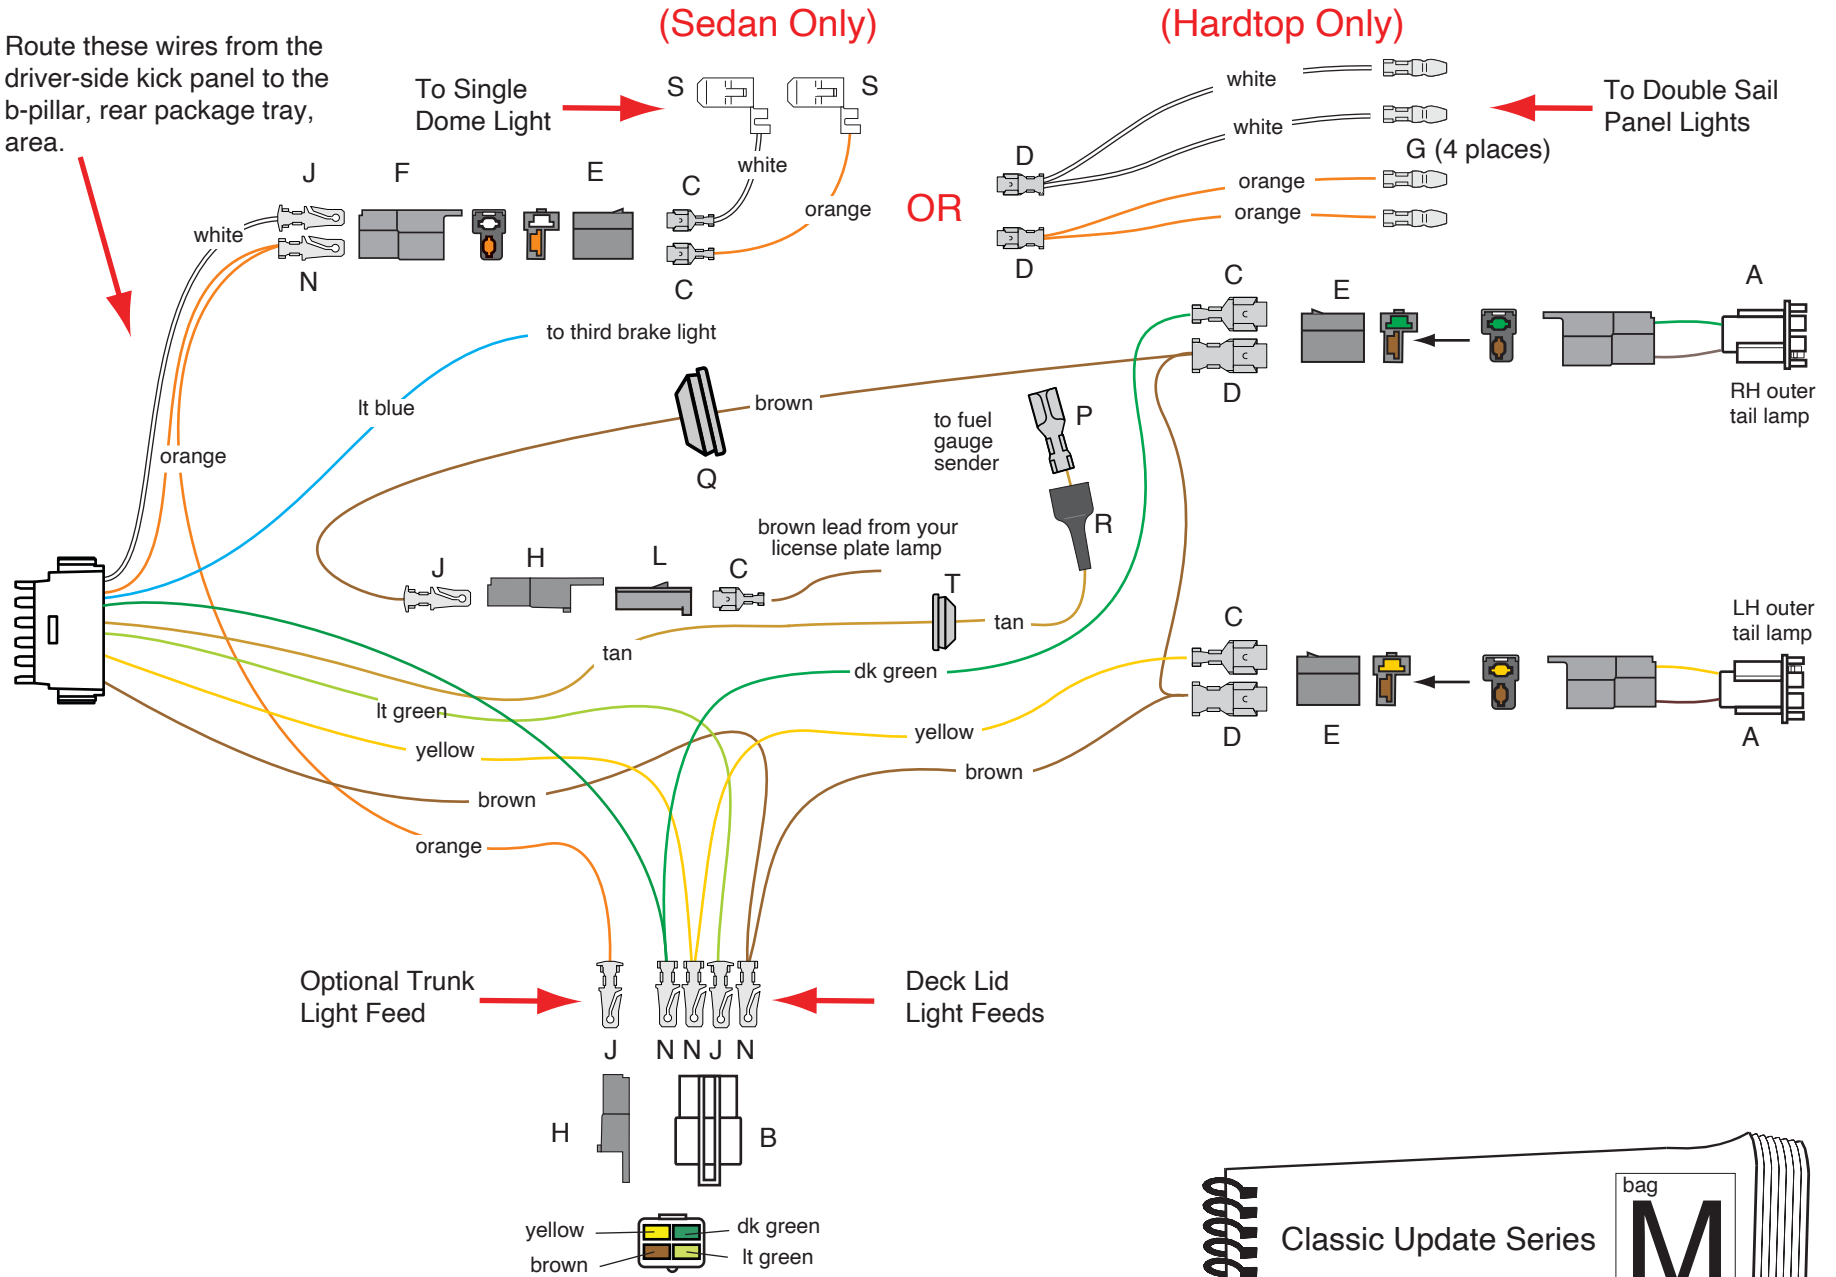 (Sedan Only)
(Hardtop Only)
Route these wires from the
driver-side kick panel to the
b-pillar, rear package tray,
area.
To Single
Dome Light
S
S
white
white
To Double Sail
Panel Lights
G (4 places)
J
F
E
C
white
orange
D
orange
orange
OR
white
N
C
D
C
E
A
to third brake light
RH outer
tail lamp
D
lt blue
brown
to fuel
gauge
sender
P
orange
Q
R
brown lead from your
license plate lamp
J
H
L
C
T
tan
tan
C
LH outer
tail lamp
dk green
lt green
yellow
yellow
D
E
A
brown
brown
orange
Optional Trunk
Light Feed
Deck Lid
Light Feeds
J
N
N
J
N
H
B
yellow
dk green
brown
lt green
bag
M
Classic Update Series